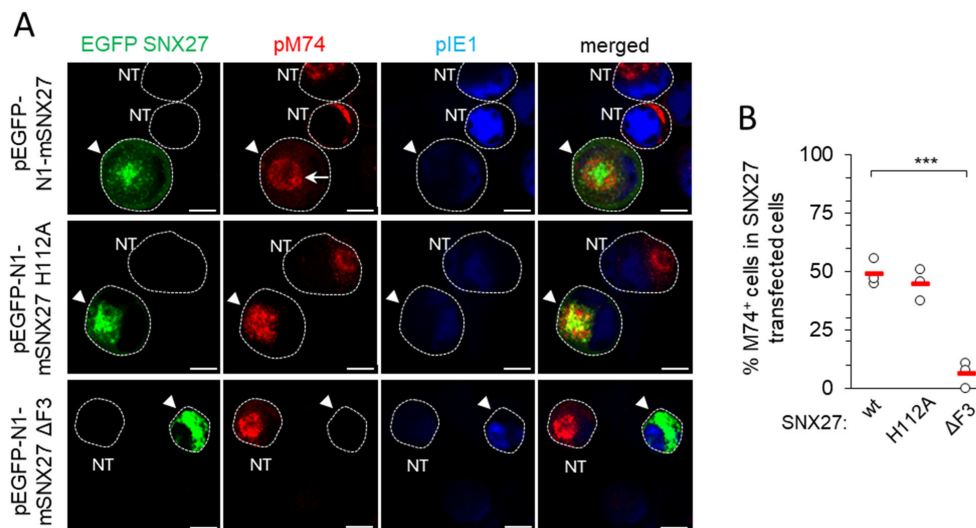 A
EGFP SNX27 pM74 pIE1 merged
pEGFP-
N1-mSNX27
NT
NT
NT
NT
NT
NT
NT
NT
pEGFP-N1-
mSNX27 H112A
NT
NT
NT
NT
pEGFP-N1-
mSNX27 ΔF3
NT
NT
NT
NT
B
% M74⁺ cells in SNX27
transfected cells
100
75
50
25
0
***
SNX27: wt H112A ΔF3